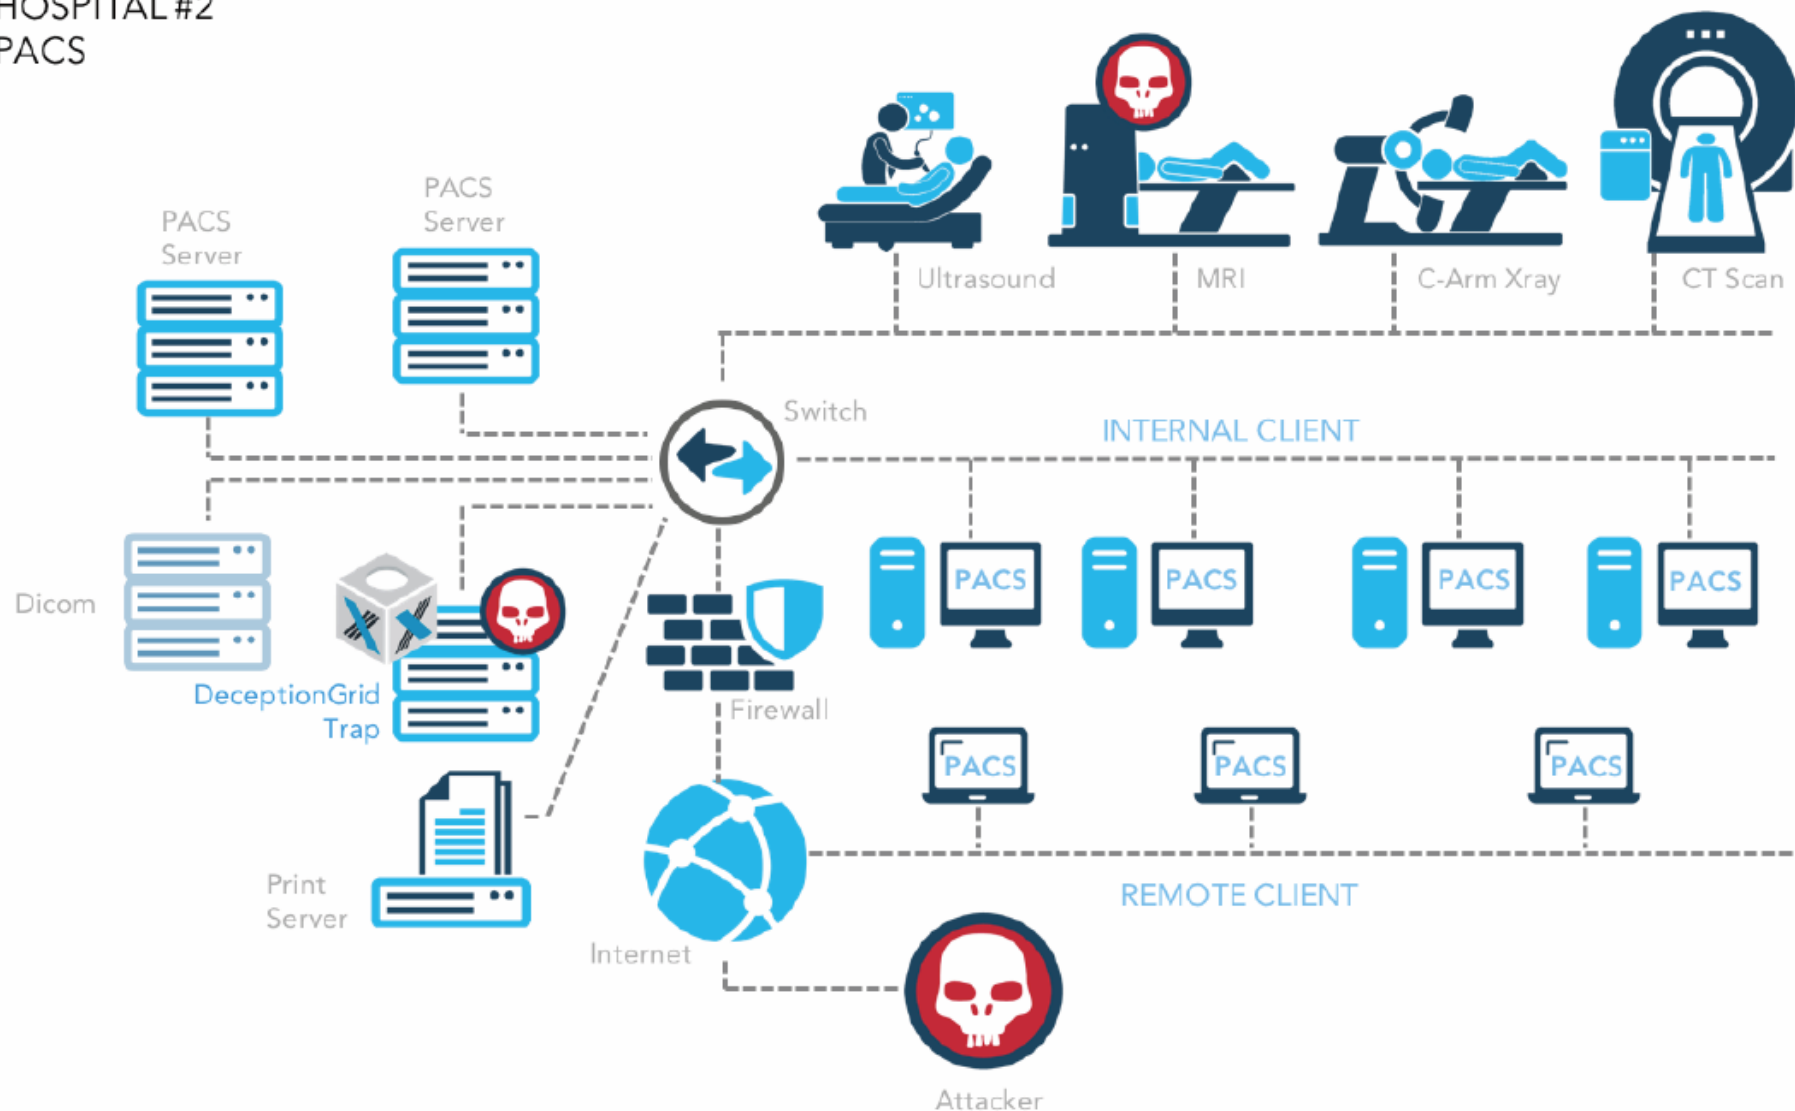 HOSPITAL #2
PACS
PACS
Server
PACS
Server
Ultrasound
MRI
C-Arm Xray
CT Scan
Switch
INTERNAL CLIENT
PACS
PACS
PACS
PACS
Dicom
DeceptionGrid
Trap
Firewall
PACS
PACS
PACS
Print
Server
REMOTE CLIENT
Internet
Attacker